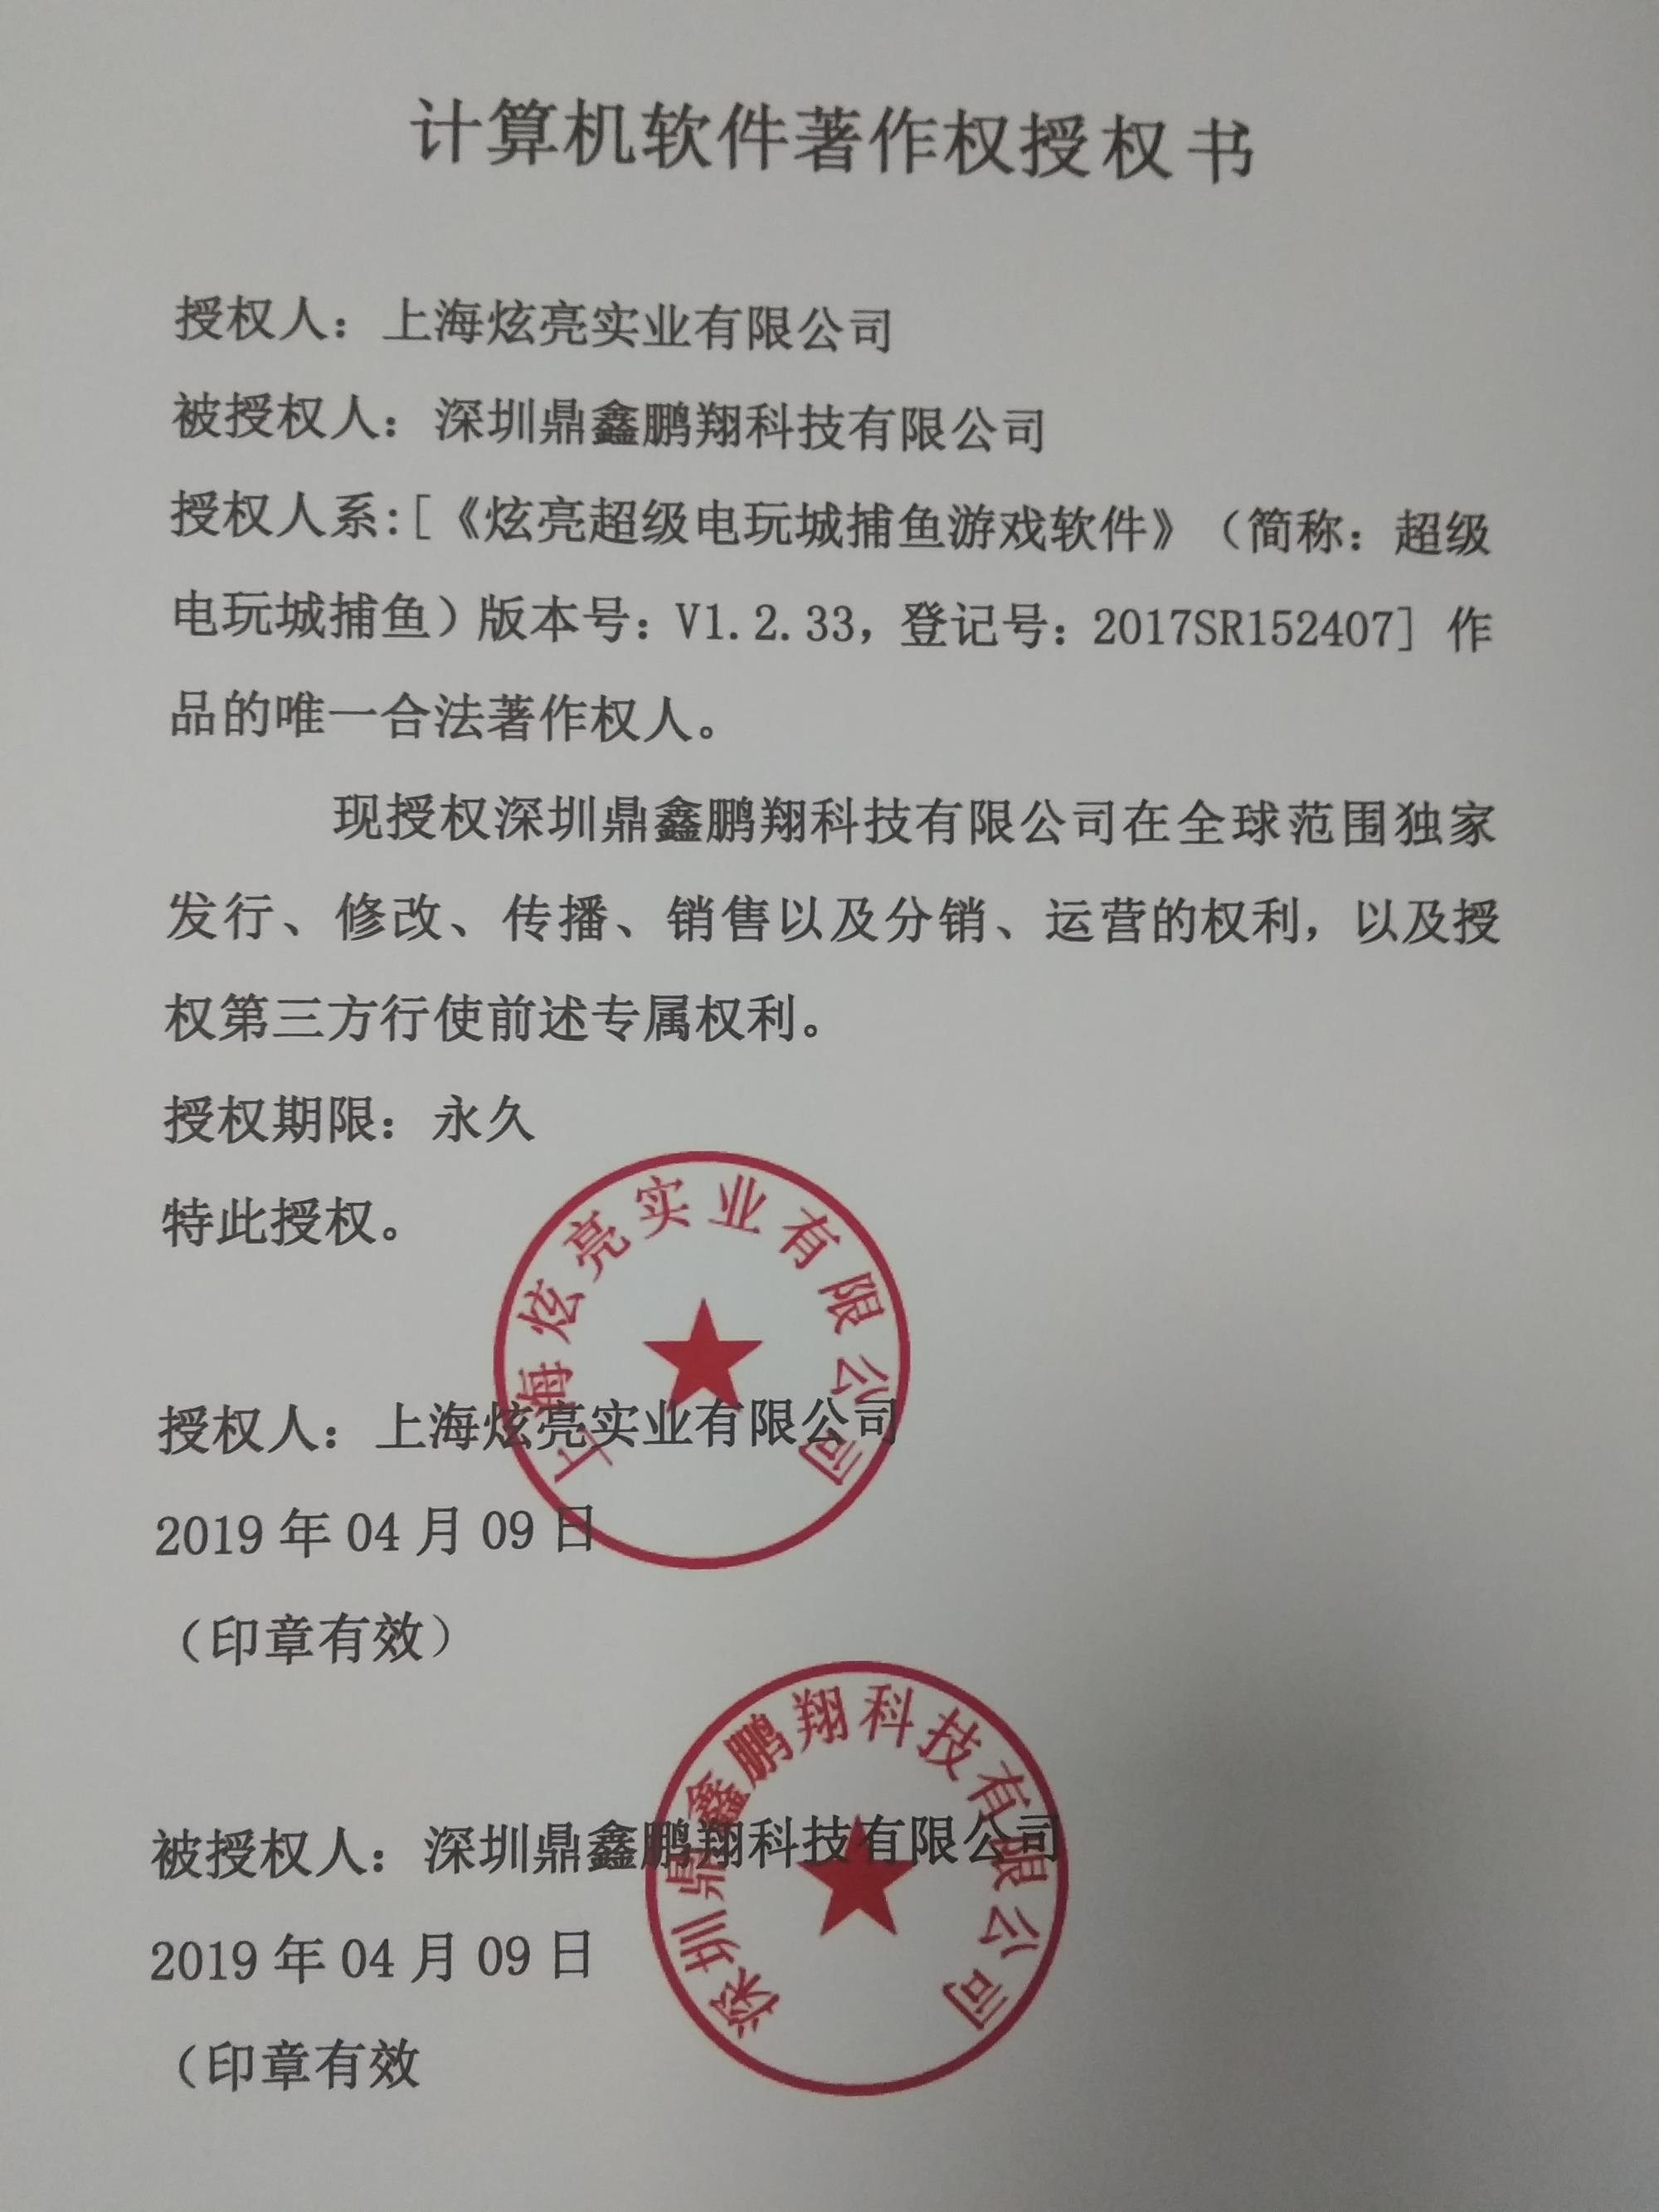 计算机软件著作权授权书
授权人：上海炫亮实业有限公司
被授权人：深圳鼎鑫鹏翔科技有限公司
授权人系:[《炫亮超级电玩城捕鱼游戏软件》（简称：超级
电玩城捕鱼）版本号：V1.2.33，登记号：2017SR152407] 作
品的唯一合法著作权人。
现授权深圳鼎鑫鹏翔科技有限公司在全球范围独家
发行、修改、传播、销售以及分销、运营的权利，以及授
权第三方行使前述专属权利。
授权期限：永久
特此授权。
上海炫亮实业有限公司
授权人：上海炫亮实业有限公司
2019 年 04 月 09 日
（印章有效）
深圳鼎鑫鹏翔科技有限公司
被授权人：深圳鼎鑫鹏翔科技有限公司
2019 年 04 月 09 日
（印章有效